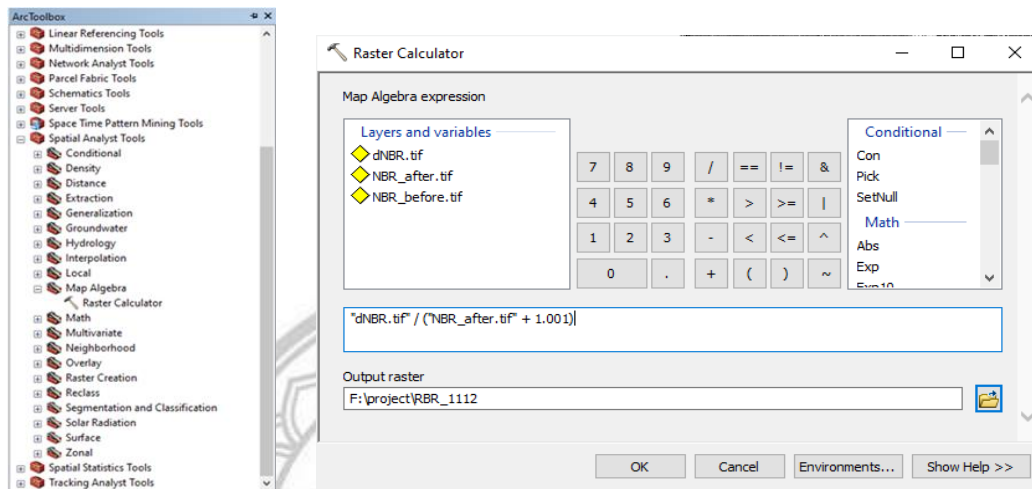 ArcToolbox
Linear Referencing Tools
Multidimension Tools
Network Analyst Tools
Parcel Fabric Tools
Schematics Tools
Server Tools
Space Time Pattern Mining Tools
Spatial Analyst Tools
Conditional
Density
Distance
Extraction
Generalization
Groundwater
Hydrology
Interpolation
Local
Map Algebra
Raster Calculator
Math
Multivariate
Neighborhood
Overlay
Raster Creation
Reclass
Segmentation and Classification
Solar Radiation
Surface
Zonal
Spatial Statistics Tools
Tracking Analyst Tools
Raster Calculator
Map Algebra expression
Layers and variables
dNBR.tif
NBR_after.tif
NBR_before.tif
7 8 9 / == != &
4 5 6 * > >= |
1 2 3 - < <= ^
0 . + ( ) ~
Conditional
Con
Pick
SetNull
Math
Abs
Exp
Exp10
"dNBR.tif" / ("NBR_after.tif" + 1.001)
Output raster
F:\project\RBR_1112
OK Cancel Environments... Show Help >>